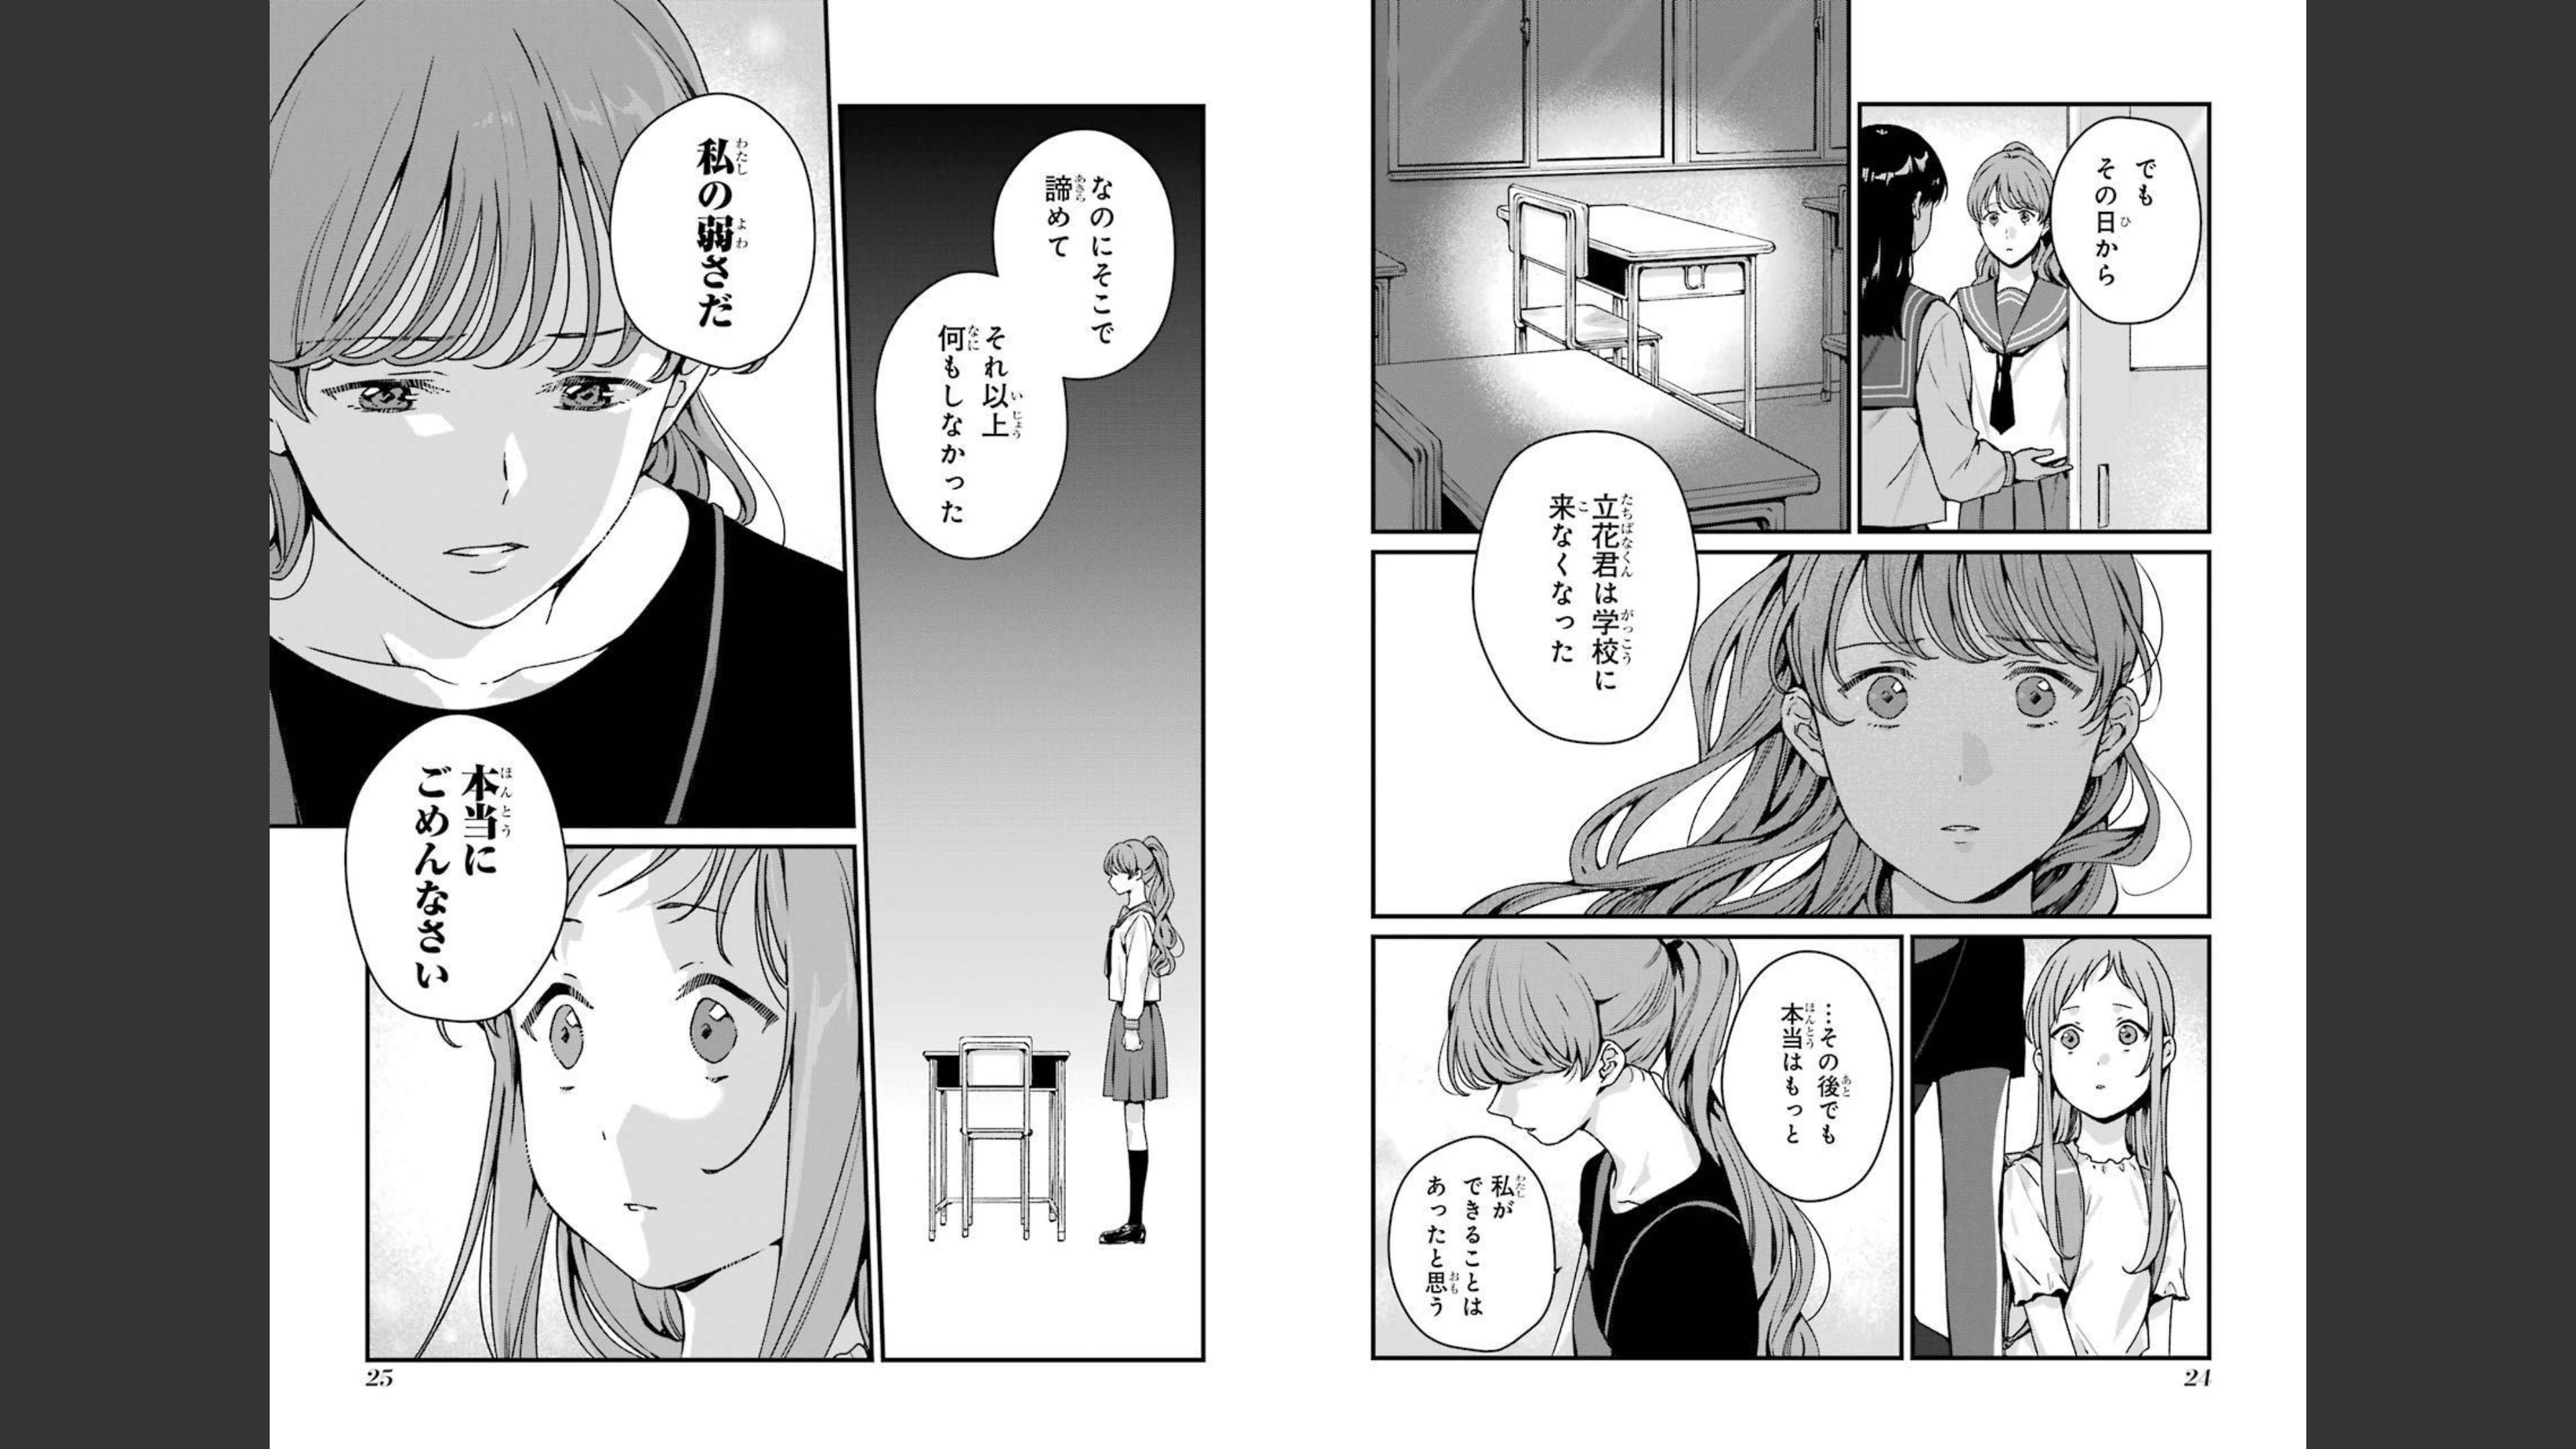 でも
その日から
立花君は学校に
来なくなった
…その後でも
本当はもっと
私が
できることは
あったと思う
24
なのにそこで
諦めて
それ以上
何もしなかった
私の弱さだ
本当に
ごめんなさい
25